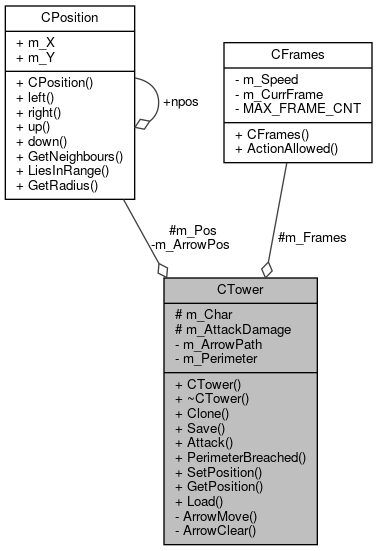 CPosition
+ m_X
+ m_Y
+ CPosition()
+ left()
+ right()
+ up()
+ down()
+ GetNeighbours()
+ LiesInRange()
+ GetRadius()
+npos
CFrames
- m_Speed
- m_CurrFrame
- MAX_FRAME_CNT
+ CFrames()
+ ActionAllowed()
#m_Pos
-m_ArrowPos
#m_Frames
CTower
# m_Char
# m_AttackDamage
- m_ArrowPath
- m_Perimeter
+ CTower()
+ ~CTower()
+ Clone()
+ Save()
+ Attack()
+ PerimeterBreached()
+ SetPosition()
+ GetPosition()
+ Load()
- ArrowMove()
- ArrowClear()